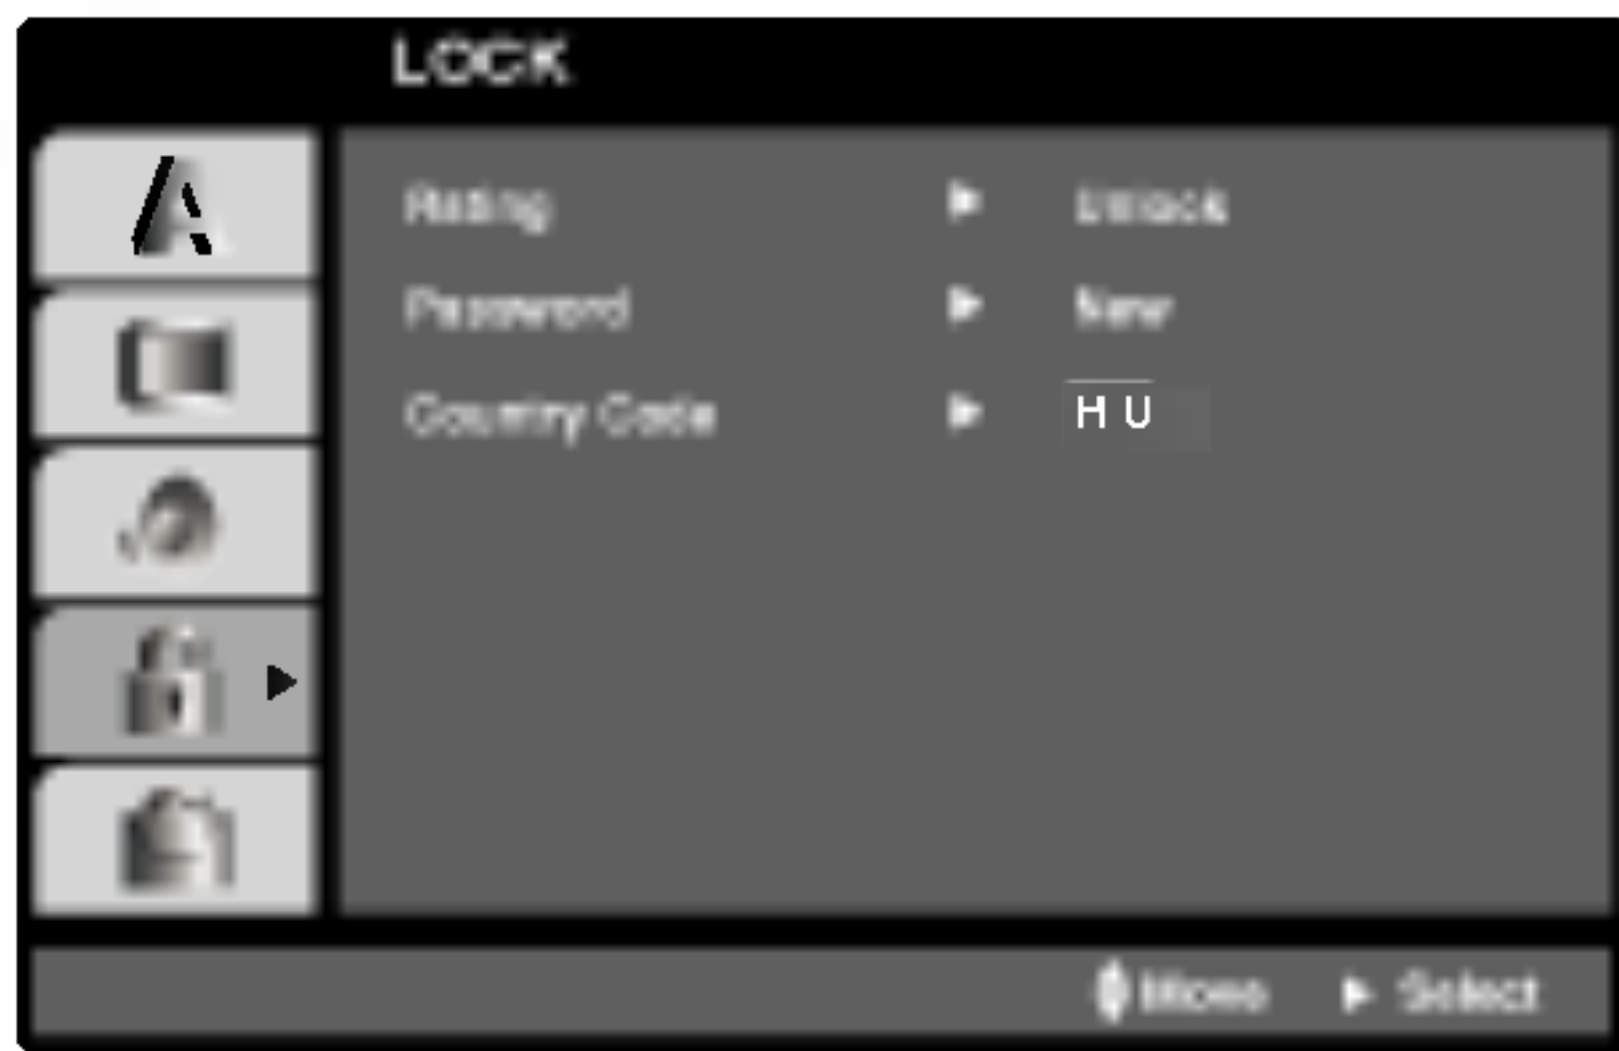 LOCK
Rating ► Unlock
Password ► New
Country Code ► H U
Move ► Select